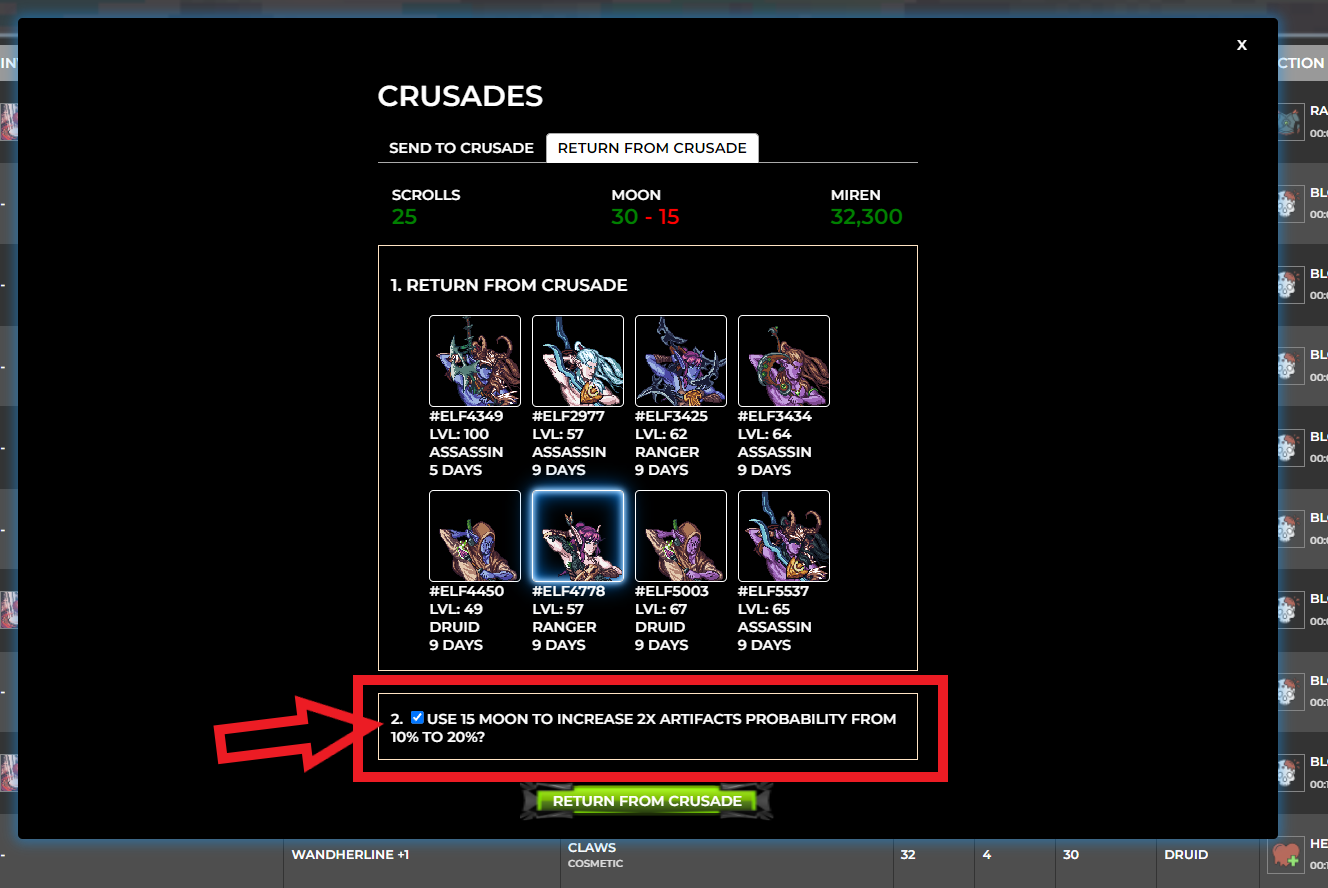 X
CTION
CRUSADES
SEND TO CRUSADE
RETURN FROM CRUSADE
SCROLLS
MOON
MIREN
25
30 - 15
32,300
1. RETURN FROM CRUSADE
#ELF4349
LVL: 100
ASSASSIN
5 DAYS
#ELF2977
LVL: 57
ASSASSIN
9 DAYS
#ELF3425
LVL: 62
RANGER
9 DAYS
#ELF3434
LVL: 64
ASSASSIN
9 DAYS
#ELF4450
LVL: 49
DRUID
9 DAYS
#ELF4778
LVL: 57
RANGER
9 DAYS
#ELF5003
LVL: 67
DRUID
9 DAYS
#ELF5537
LVL: 65
ASSASSIN
9 DAYS
2. USE 15 MOON TO INCREASE 2X ARTIFACTS PROBABILITY FROM
10% TO 20%?
RETURN FROM CRUSADE
WANDHERLINE +1
CLAWS
COSMETIC
32
4
30
DRUID